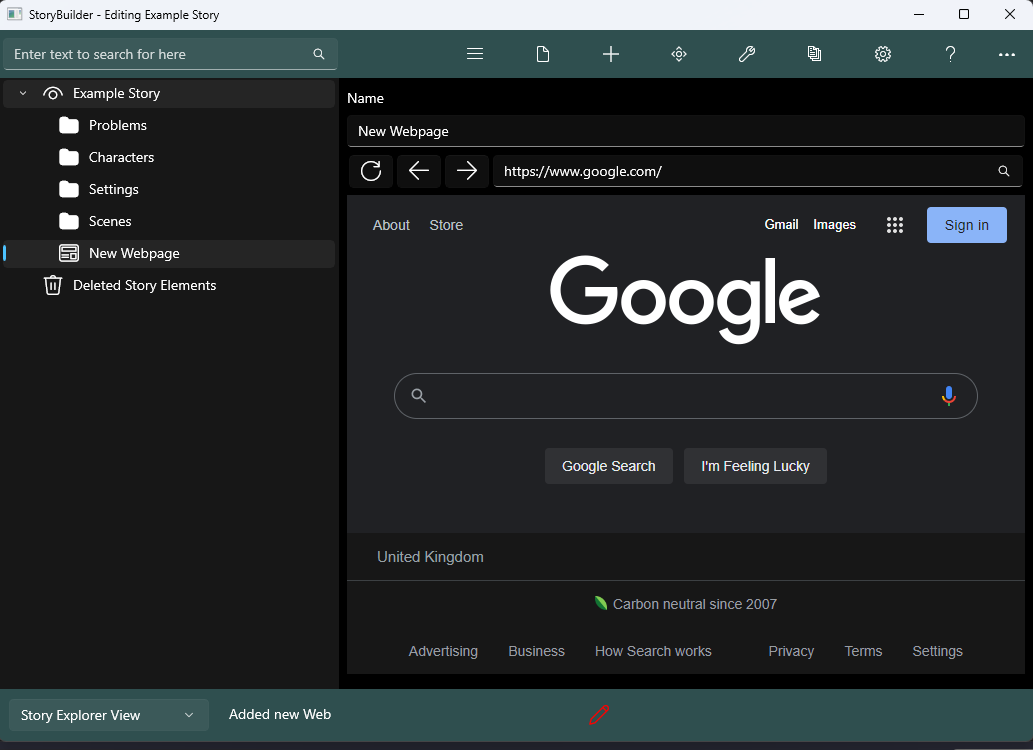 StoryBuilder - Editing Example Story
Enter text to search for here
Example Story
Problems
Characters
Settings
Scenes
New Webpage
Deleted Story Elements
Name
New Webpage
https://www.google.com/
About Store Gmail Images Sign in
Google
Google Search I'm Feeling Lucky
United Kingdom
Carbon neutral since 2007
Advertising Business How Search works Privacy Terms Settings
Story Explorer View Added new Web